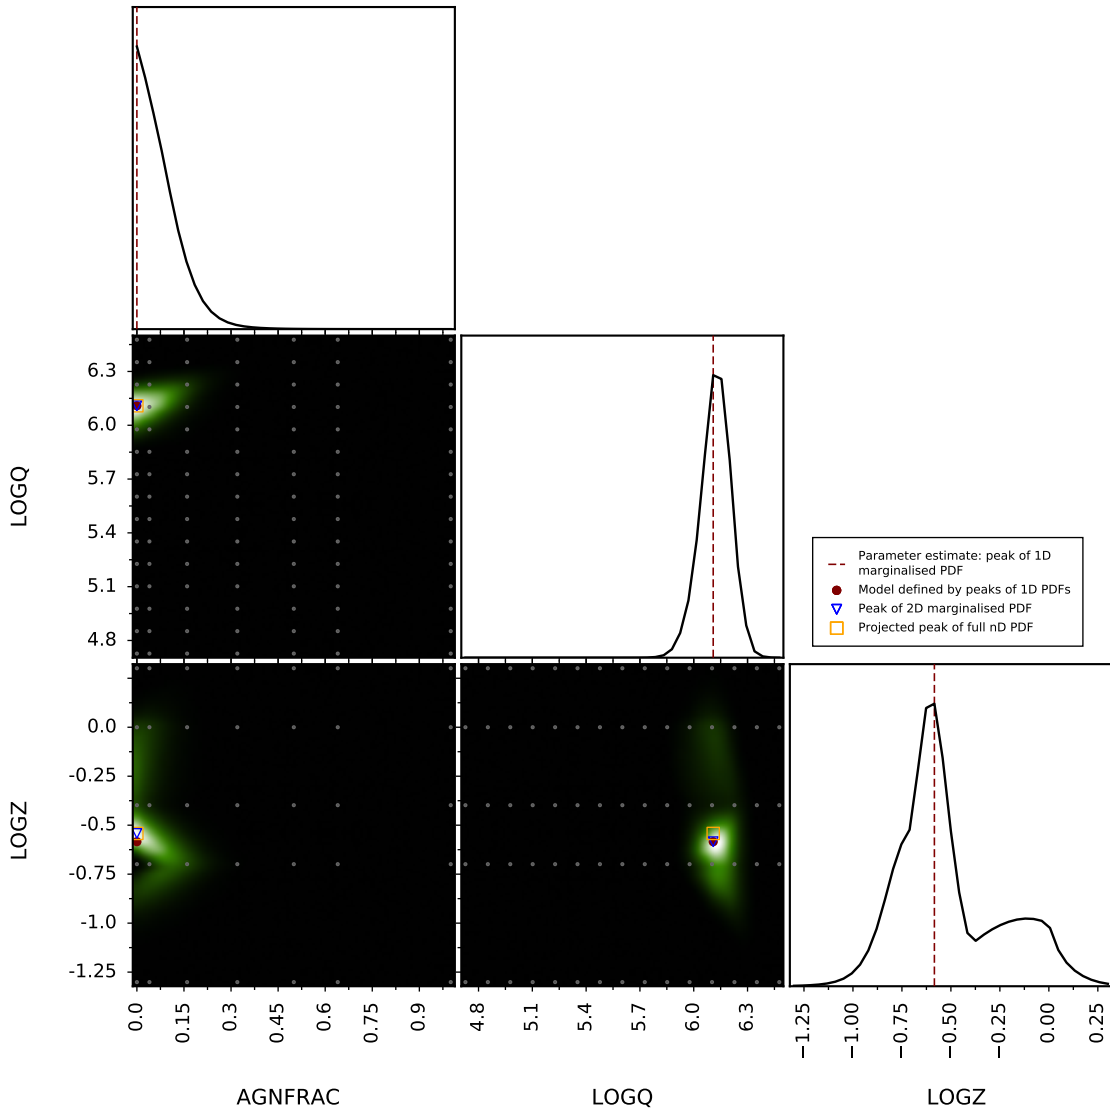 6.3
6.0
5.7
5.4
5.1
4.8
LOGQ
Parameter estimate: peak of 1D
marginalised PDF
Model defined by peaks of 1D PDFs
Peak of 2D marginalised PDF
Projected peak of full nD PDF
0.0
-0.25
-0.5
-0.75
-1.0
-1.25
LOGZ
0.0 0.15 0.3 0.45 0.6 0.75 0.9
4.8 5.1 5.4 5.7 6.0 6.3
−1.25 −1.00 −0.75 −0.50 −0.25 0.00 0.25
AGNFRAC LOGQ LOGZ